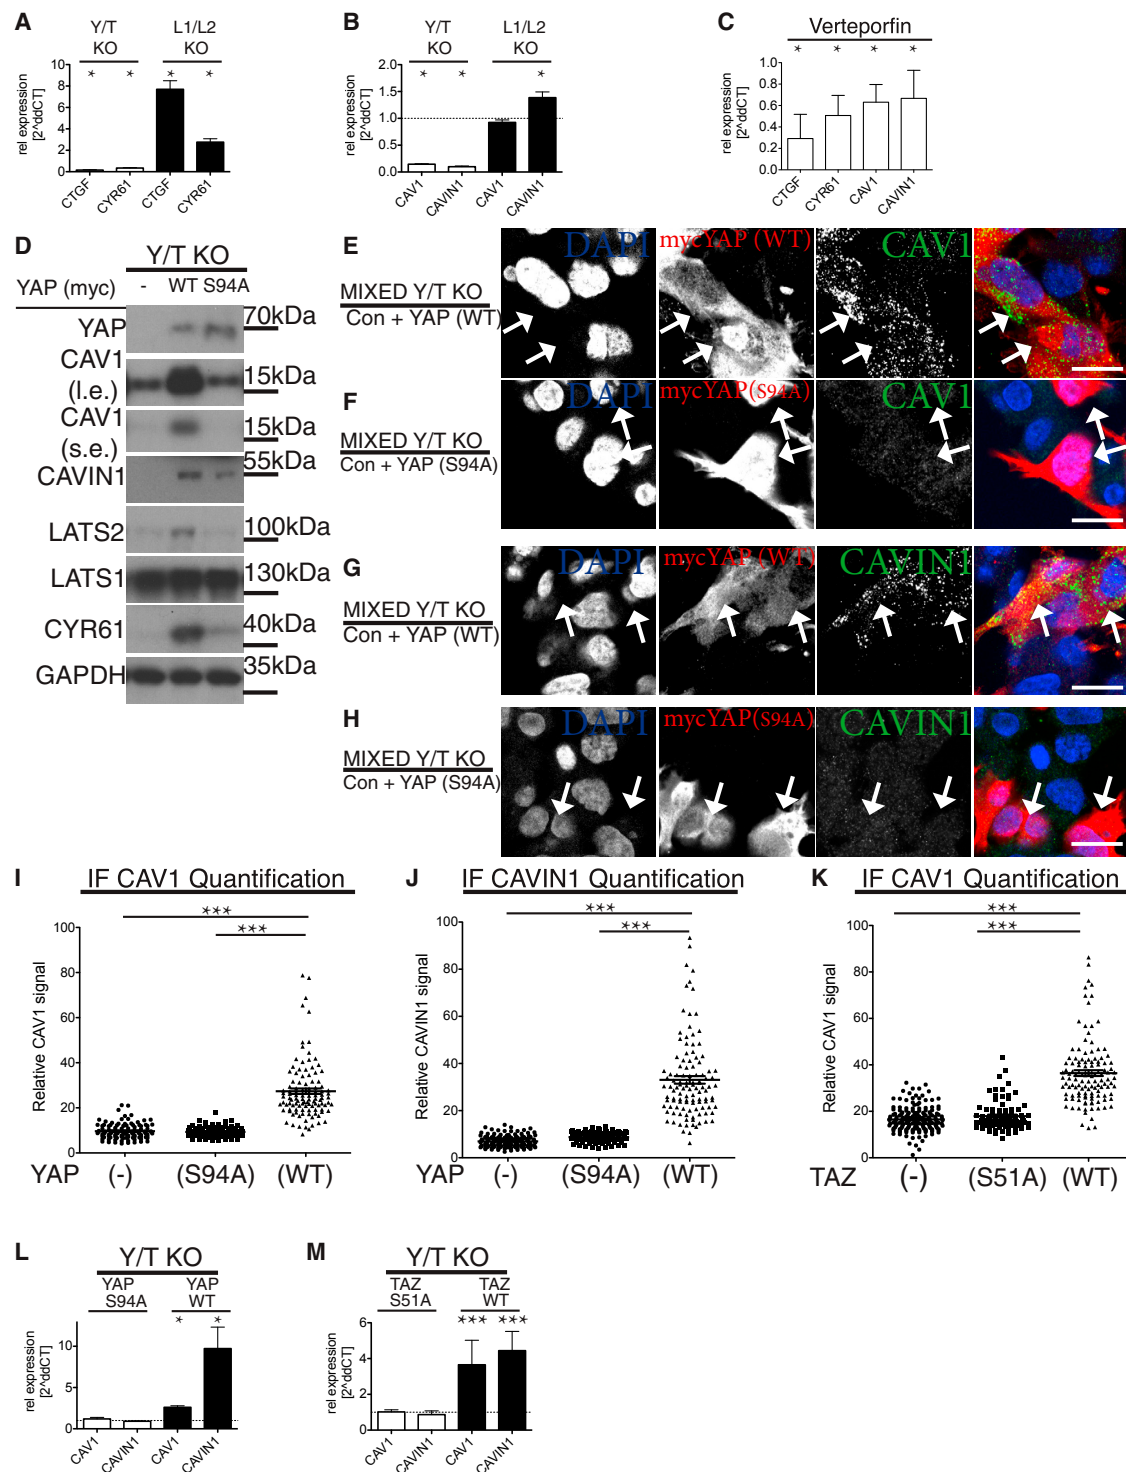 A
Y/T
KO
L1/L2
KO
* * * *
rel expression
[2^ddCT]
10
8
6
4
2
0
CTGF
CYR61
CTGF
CYR61
B
Y/T
KO
L1/L2
KO
* * *
rel expression
[2^ddCT]
2.0
1.5
1.0
0.5
0.0
CAV1
CAVIN1
CAV1
CAVIN1
C
Verteporfin
* * * *
rel expression
[2^ddCT]
1.0
0.8
0.6
0.4
0.2
0.0
CTGF
CYR61
CAV1
CAVIN1
D
Y/T KO
YAP (myc) - WT S94A
YAP 70kDa
CAV1
(l.e.) 15kDa
CAV1
(s.e.) 15kDa
CAVIN1 55kDa
LATS2 100kDa
LATS1 130kDa
CYR61 40kDa
GAPDH 35kDa
E
MIXED Y/T KO
Con + YAP (WT)
DAPI mycYAP (WT) CAV1
F
MIXED Y/T KO
Con + YAP (S94A)
DAPI mycYAP(S94A) CAV1
G
MIXED Y/T KO
Con + YAP (WT)
DAPI mycYAP (WT) CAVIN1
H
MIXED Y/T KO
Con + YAP (S94A)
DAPI mycYAP(S94A) CAVIN1
I
IF CAV1 Quantification
***
***
Relative CAV1 signal
100
80
60
40
20
0
YAP (-) (S94A) (WT)
J
IF CAVIN1 Quantification
***
***
Relative CAVIN1 signal
100
80
60
40
20
0
YAP (-) (S94A) (WT)
K
IF CAV1 Quantification
***
***
Relative CAV1 signal
100
80
60
40
20
0
TAZ (-) (S51A) (WT)
L
Y/T KO
YAP
S94A
YAP
WT
* *
rel expression
[2^ddCT]
10
5
0
CAV1
CAVIN1
CAV1
CAVIN1
M
Y/T KO
TAZ
S51A
TAZ
WT
*** ***
rel expression
[2^ddCT]
6
4
2
0
CAV1
CAVIN1
CAV1
CAVIN1